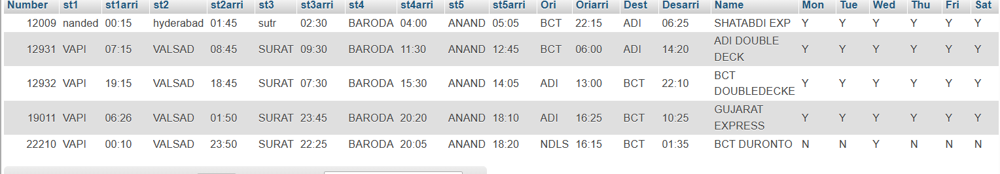 Number st1 st1arri st2 st2arri st3 st3arri st4 st4arri st5 st5arri Ori Oriarri Dest Desarri Name Mon Tue Wed Thu Fri Sat
12009 nanded 00:15 hyderabad 01:45 sutr 02:30 BARODA 04:00 ANAND 05:05 BCT 22:15 ADI 06:25 SHATABDI EXP Y Y Y Y Y Y
12931 VAPI 07:15 VALSAD 08:45 SURAT 09:30 BARODA 11:30 ANAND 12:45 BCT 06:00 ADI 14:20 ADI DOUBLE DECK Y Y Y Y Y Y
12932 VAPI 19:15 VALSAD 18:45 SURAT 07:30 BARODA 15:30 ANAND 14:05 ADI 13:00 BCT 22:10 BCT DOUBLEDECKE Y Y Y Y Y Y
19011 VAPI 06:26 VALSAD 01:50 SURAT 23:45 BARODA 20:20 ANAND 18:10 ADI 16:25 BCT 10:25 GUJARAT EXPRESS Y Y Y Y Y Y
22210 VAPI 00:10 VALSAD 23:50 SURAT 22:25 BARODA 20:05 ANAND 18:20 NDLS 16:15 BCT 01:35 BCT DURONTO N N Y N N N